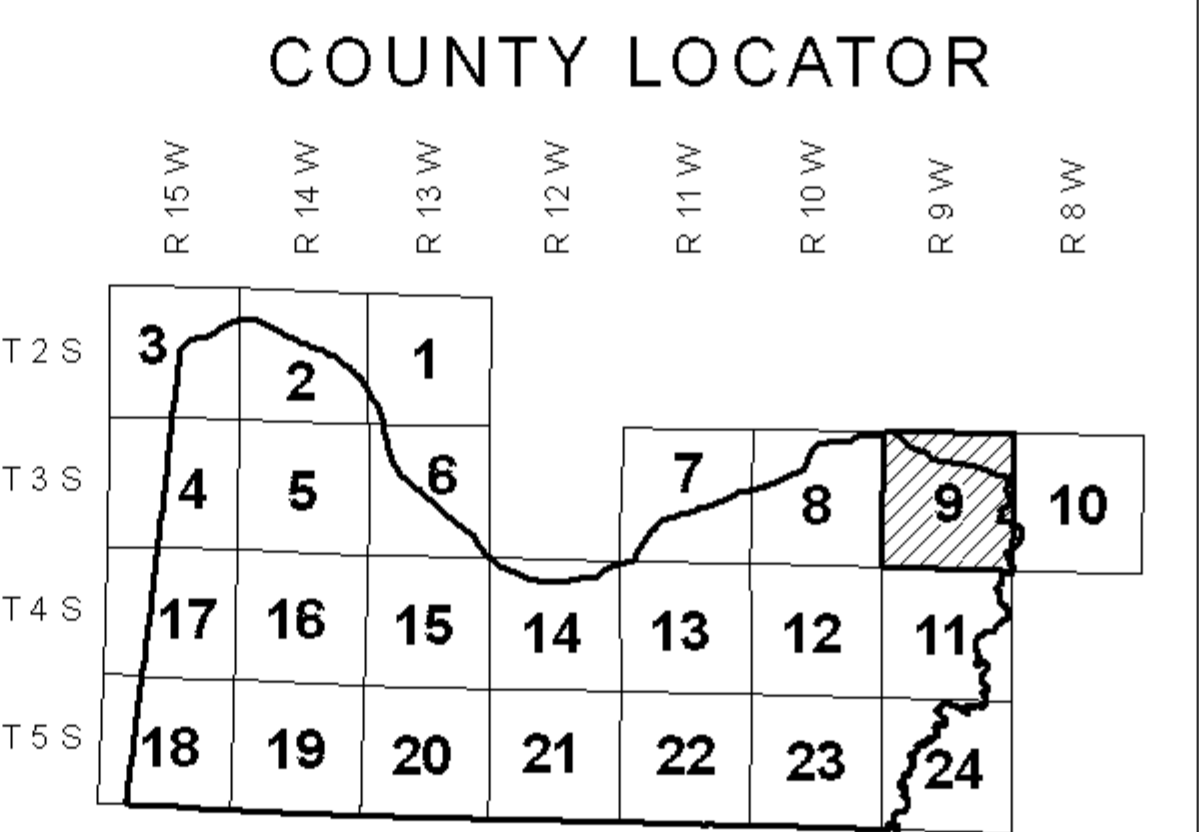 COUNTY LOCATOR
R 15 W R 14 W R 13 W R 12 W R 11 W R 10 W R 9 W R 8 W
T 2 S 3 2 1
T 3 S 4 5 6 7 8 9 10
T 4 S 17 16 15 14 13 12 11
T 5 S 18 19 20 21 22 23 24